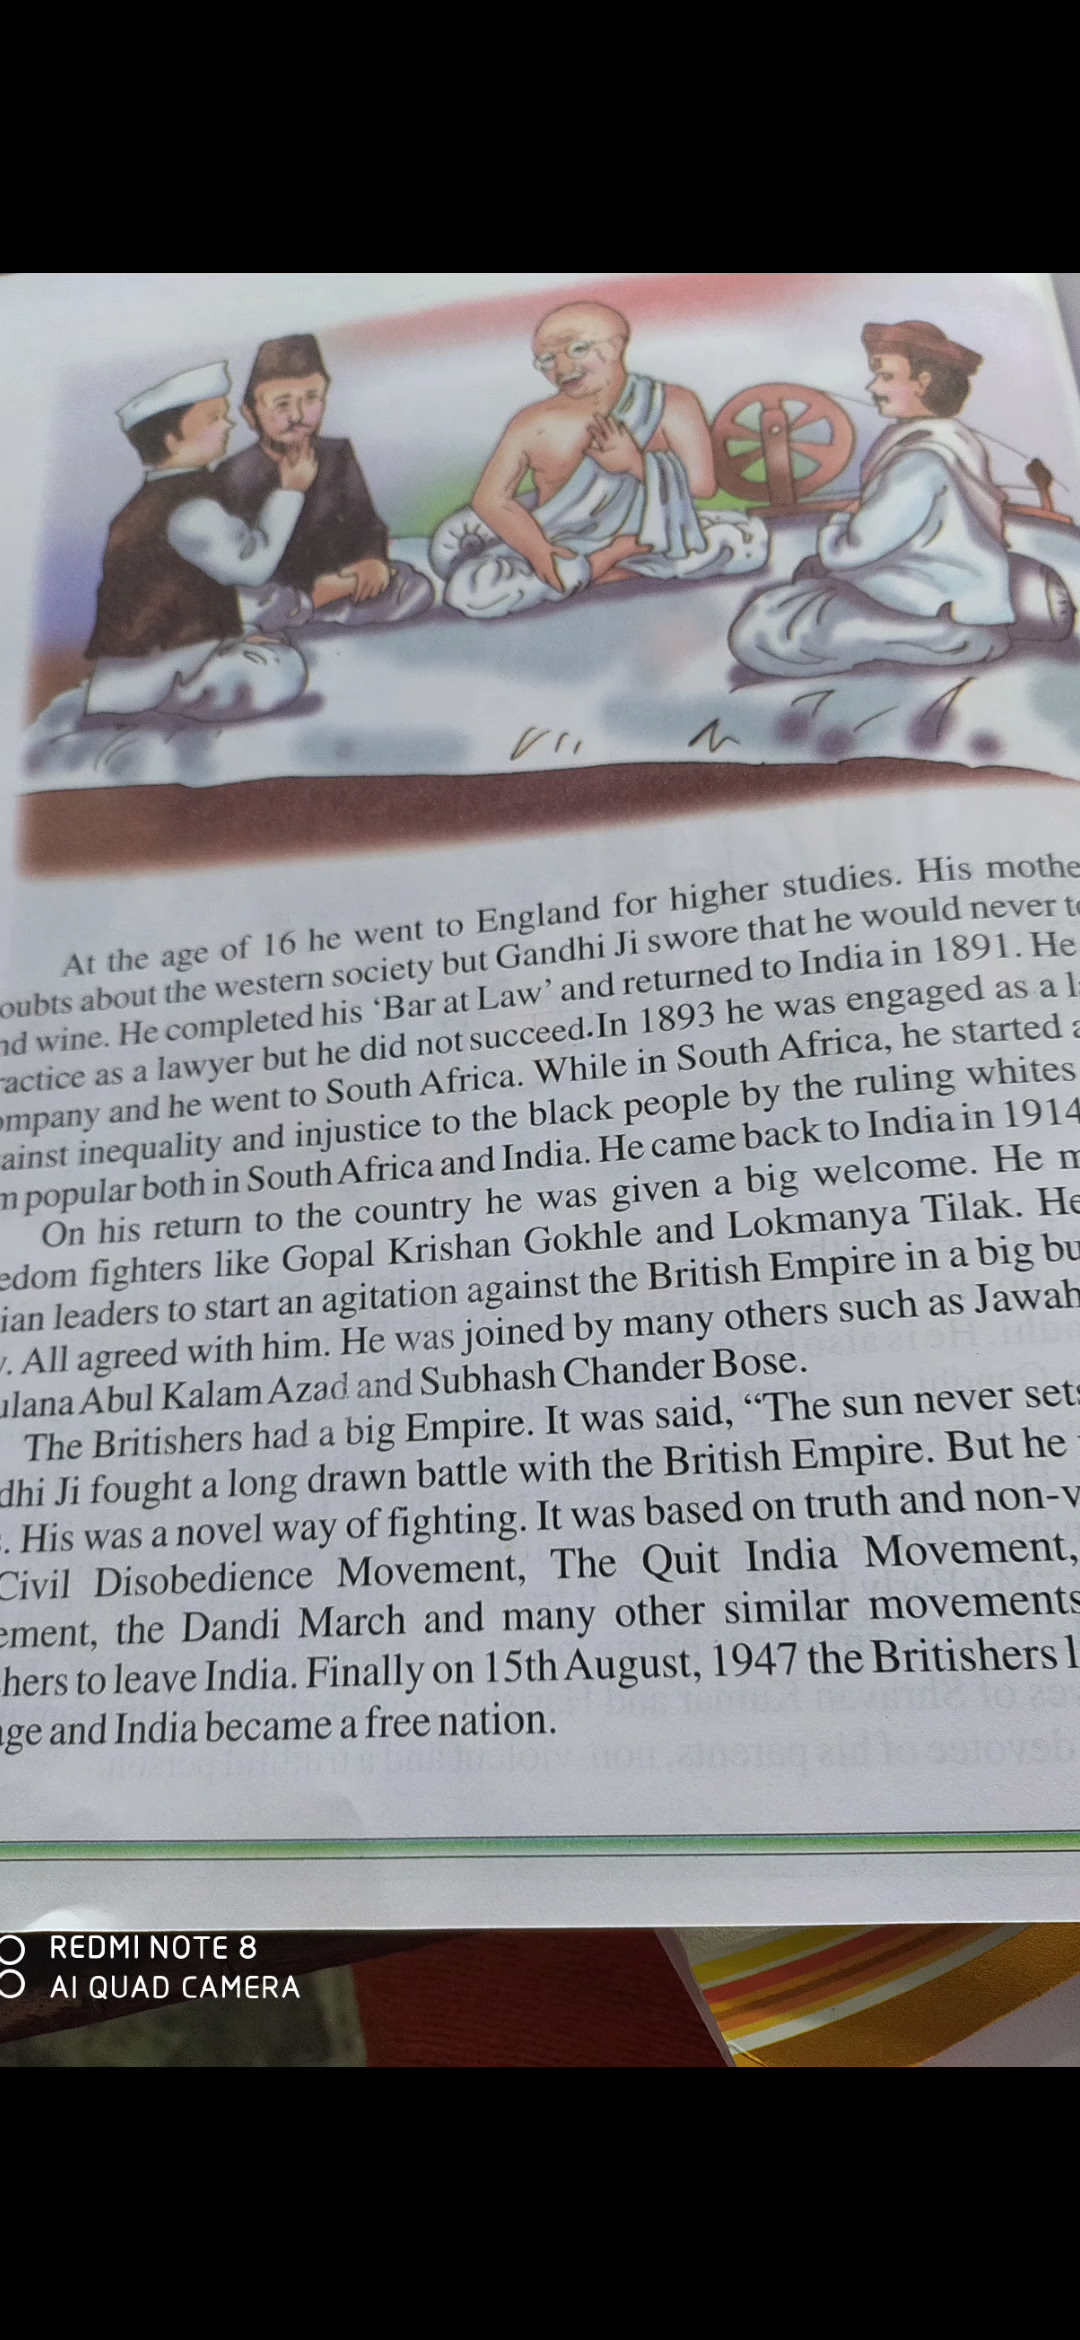 At the age of 16 he went to England for higher studies. His mothe
oubts about the western society but Gandhi Ji swore that he would never t
nd wine. He completed his ‘Bar at Law’ and returned to India in 1891. He
ractice as a lawyer but he did not succeed.In 1893 he was engaged as a l
ompany and he went to South Africa. While in South Africa, he started a
ainst inequality and injustice to the black people by the ruling whites
m popular both in South Africa and India. He came back to India in 1914
On his return to the country he was given a big welcome. He m
edom fighters like Gopal Krishan Gokhle and Lokmanya Tilak. He
ian leaders to start an agitation against the British Empire in a big bu
. All agreed with him. He was joined by many others such as Jawah
ulana Abul Kalam Azad and Subhash Chander Bose.
The Britishers had a big Empire. It was said, “The sun never sets
dhi Ji fought a long drawn battle with the British Empire. But he
. His was a novel way of fighting. It was based on truth and non-v
Civil Disobedience Movement, The Quit India Movement,
ement, the Dandi March and many other similar movements
hers to leave India. Finally on 15th August, 1947 the Britishers l
ge and India became a free nation.
REDMI NOTE 8
AI QUAD CAMERA